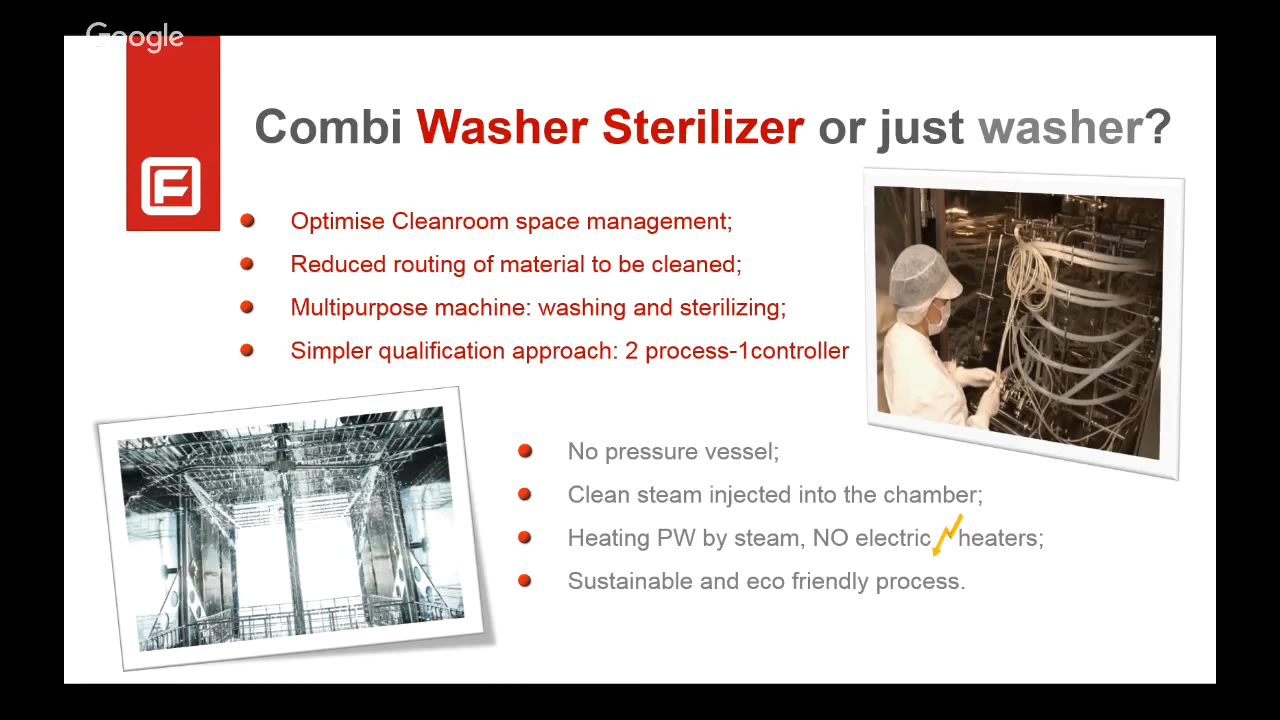 Google
Combi Washer Sterilizer or just washer?
Optimise Cleanroom space management;
Reduced routing of material to be cleaned;
Multipurpose machine: washing and sterilizing;
Simpler qualification approach: 2 process-1controller
No pressure vessel;
Clean steam injected into the chamber;
Heating PW by steam, NO electric heaters;
Sustainable and eco friendly process.